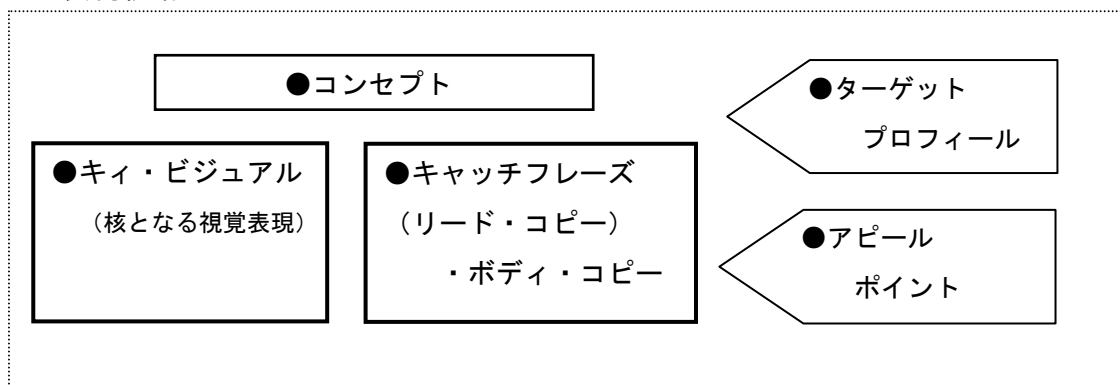 ●コンセプト
●キィ・ビジュアル
（核となる視覚表現）
●キャッチフレーズ
（リード・コピー）
・ボディ・コピー
●ターゲット
プロフィール
●アピール
ポイント